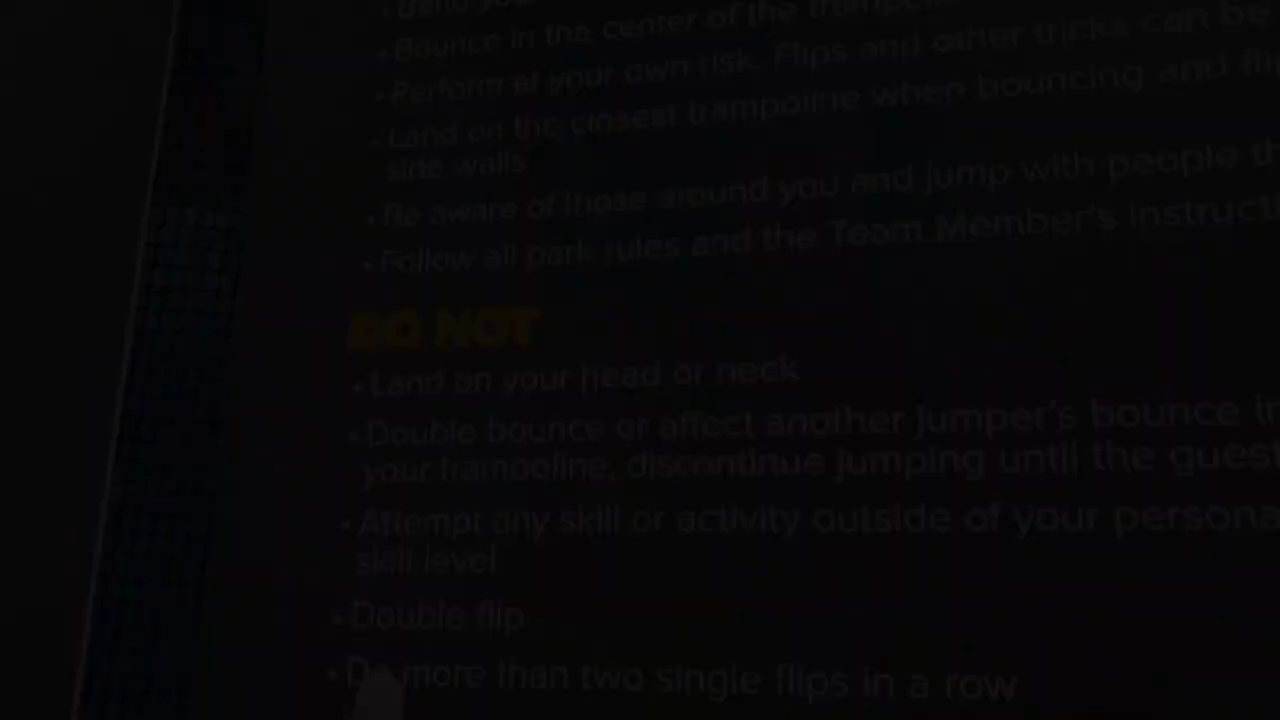 • Bounce in the center of the
• Perform at your own risk. Flips and other tricks can be
• Land on the closest trampoline when bouncing and
side walls
• Be aware of those around you and jump with people
• Follow all park rules and the Team Member's
DO NOT
• Land on your head or neck
• Double bounce or affect another jumper's bounce
your trampoline, discontinue jumping until the
• Attempt any skill or activity outside of your
skill level
• Double flip
• Do more than two single flips in a row